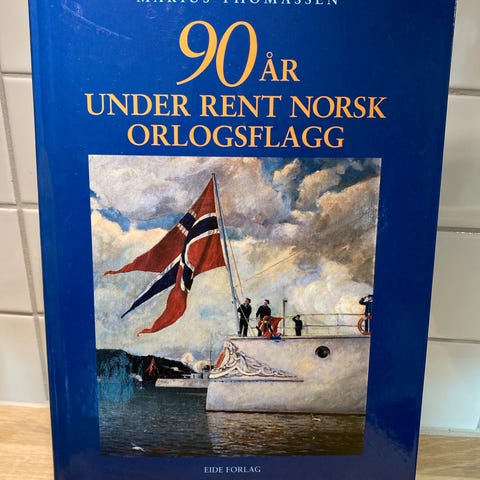 MARIUS THOMASSEN
90 ÅR
UNDER RENT NORSK
ORLOGSFLAGG
EIDE FORLAG